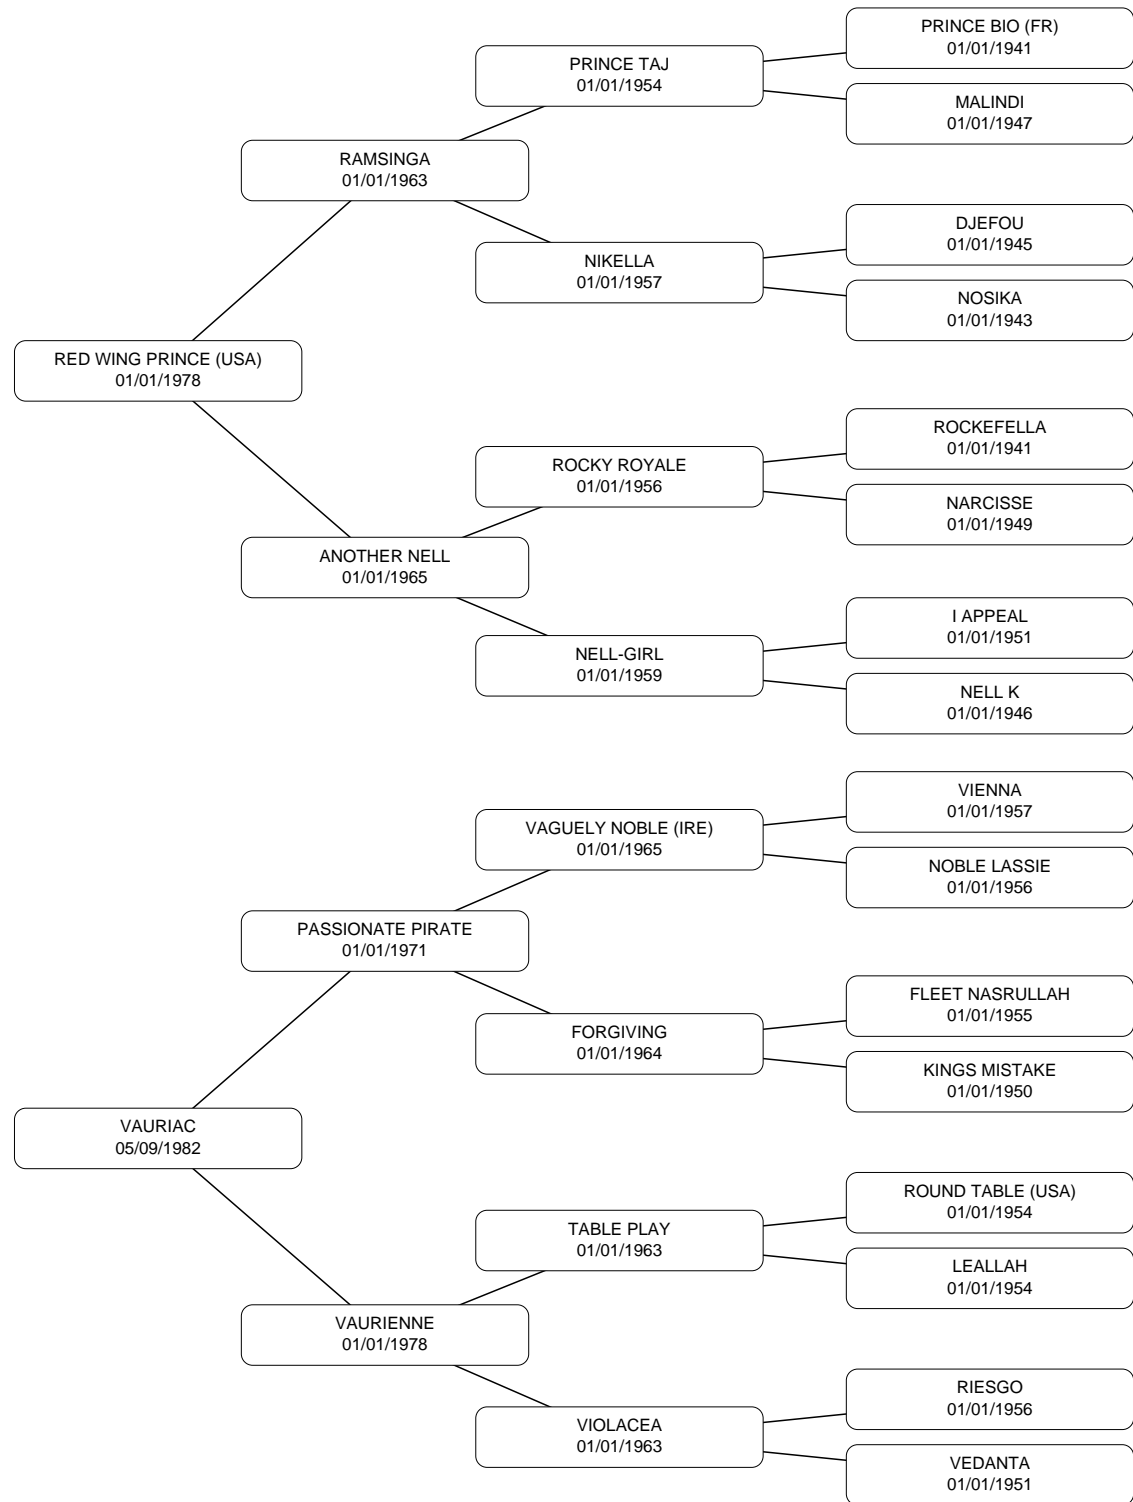 PRINCE BIO (FR)
01/01/1941
PRINCE TAJ
01/01/1954
MALINDI
01/01/1947
RAMSINGA
01/01/1963
DJEFOU
01/01/1945
NIKELLA
01/01/1957
NOSIKA
01/01/1943
RED WING PRINCE (USA)
01/01/1978
ROCKEFELLA
01/01/1941
ROCKY ROYALE
01/01/1956
NARCISSE
01/01/1949
ANOTHER NELL
01/01/1965
I APPEAL
01/01/1951
NELL-GIRL
01/01/1959
NELL K
01/01/1946
VIENNA
01/01/1957
VAGUELY NOBLE (IRE)
01/01/1965
NOBLE LASSIE
01/01/1956
PASSIONATE PIRATE
01/01/1971
FLEET NASRULLAH
01/01/1955
FORGIVING
01/01/1964
KINGS MISTAKE
01/01/1950
VAURIAC
05/09/1982
ROUND TABLE (USA)
01/01/1954
TABLE PLAY
01/01/1963
LEALLAH
01/01/1954
VAURIENNE
01/01/1978
RIESGO
01/01/1956
VIOLACEA
01/01/1963
VEDANTA
01/01/1951